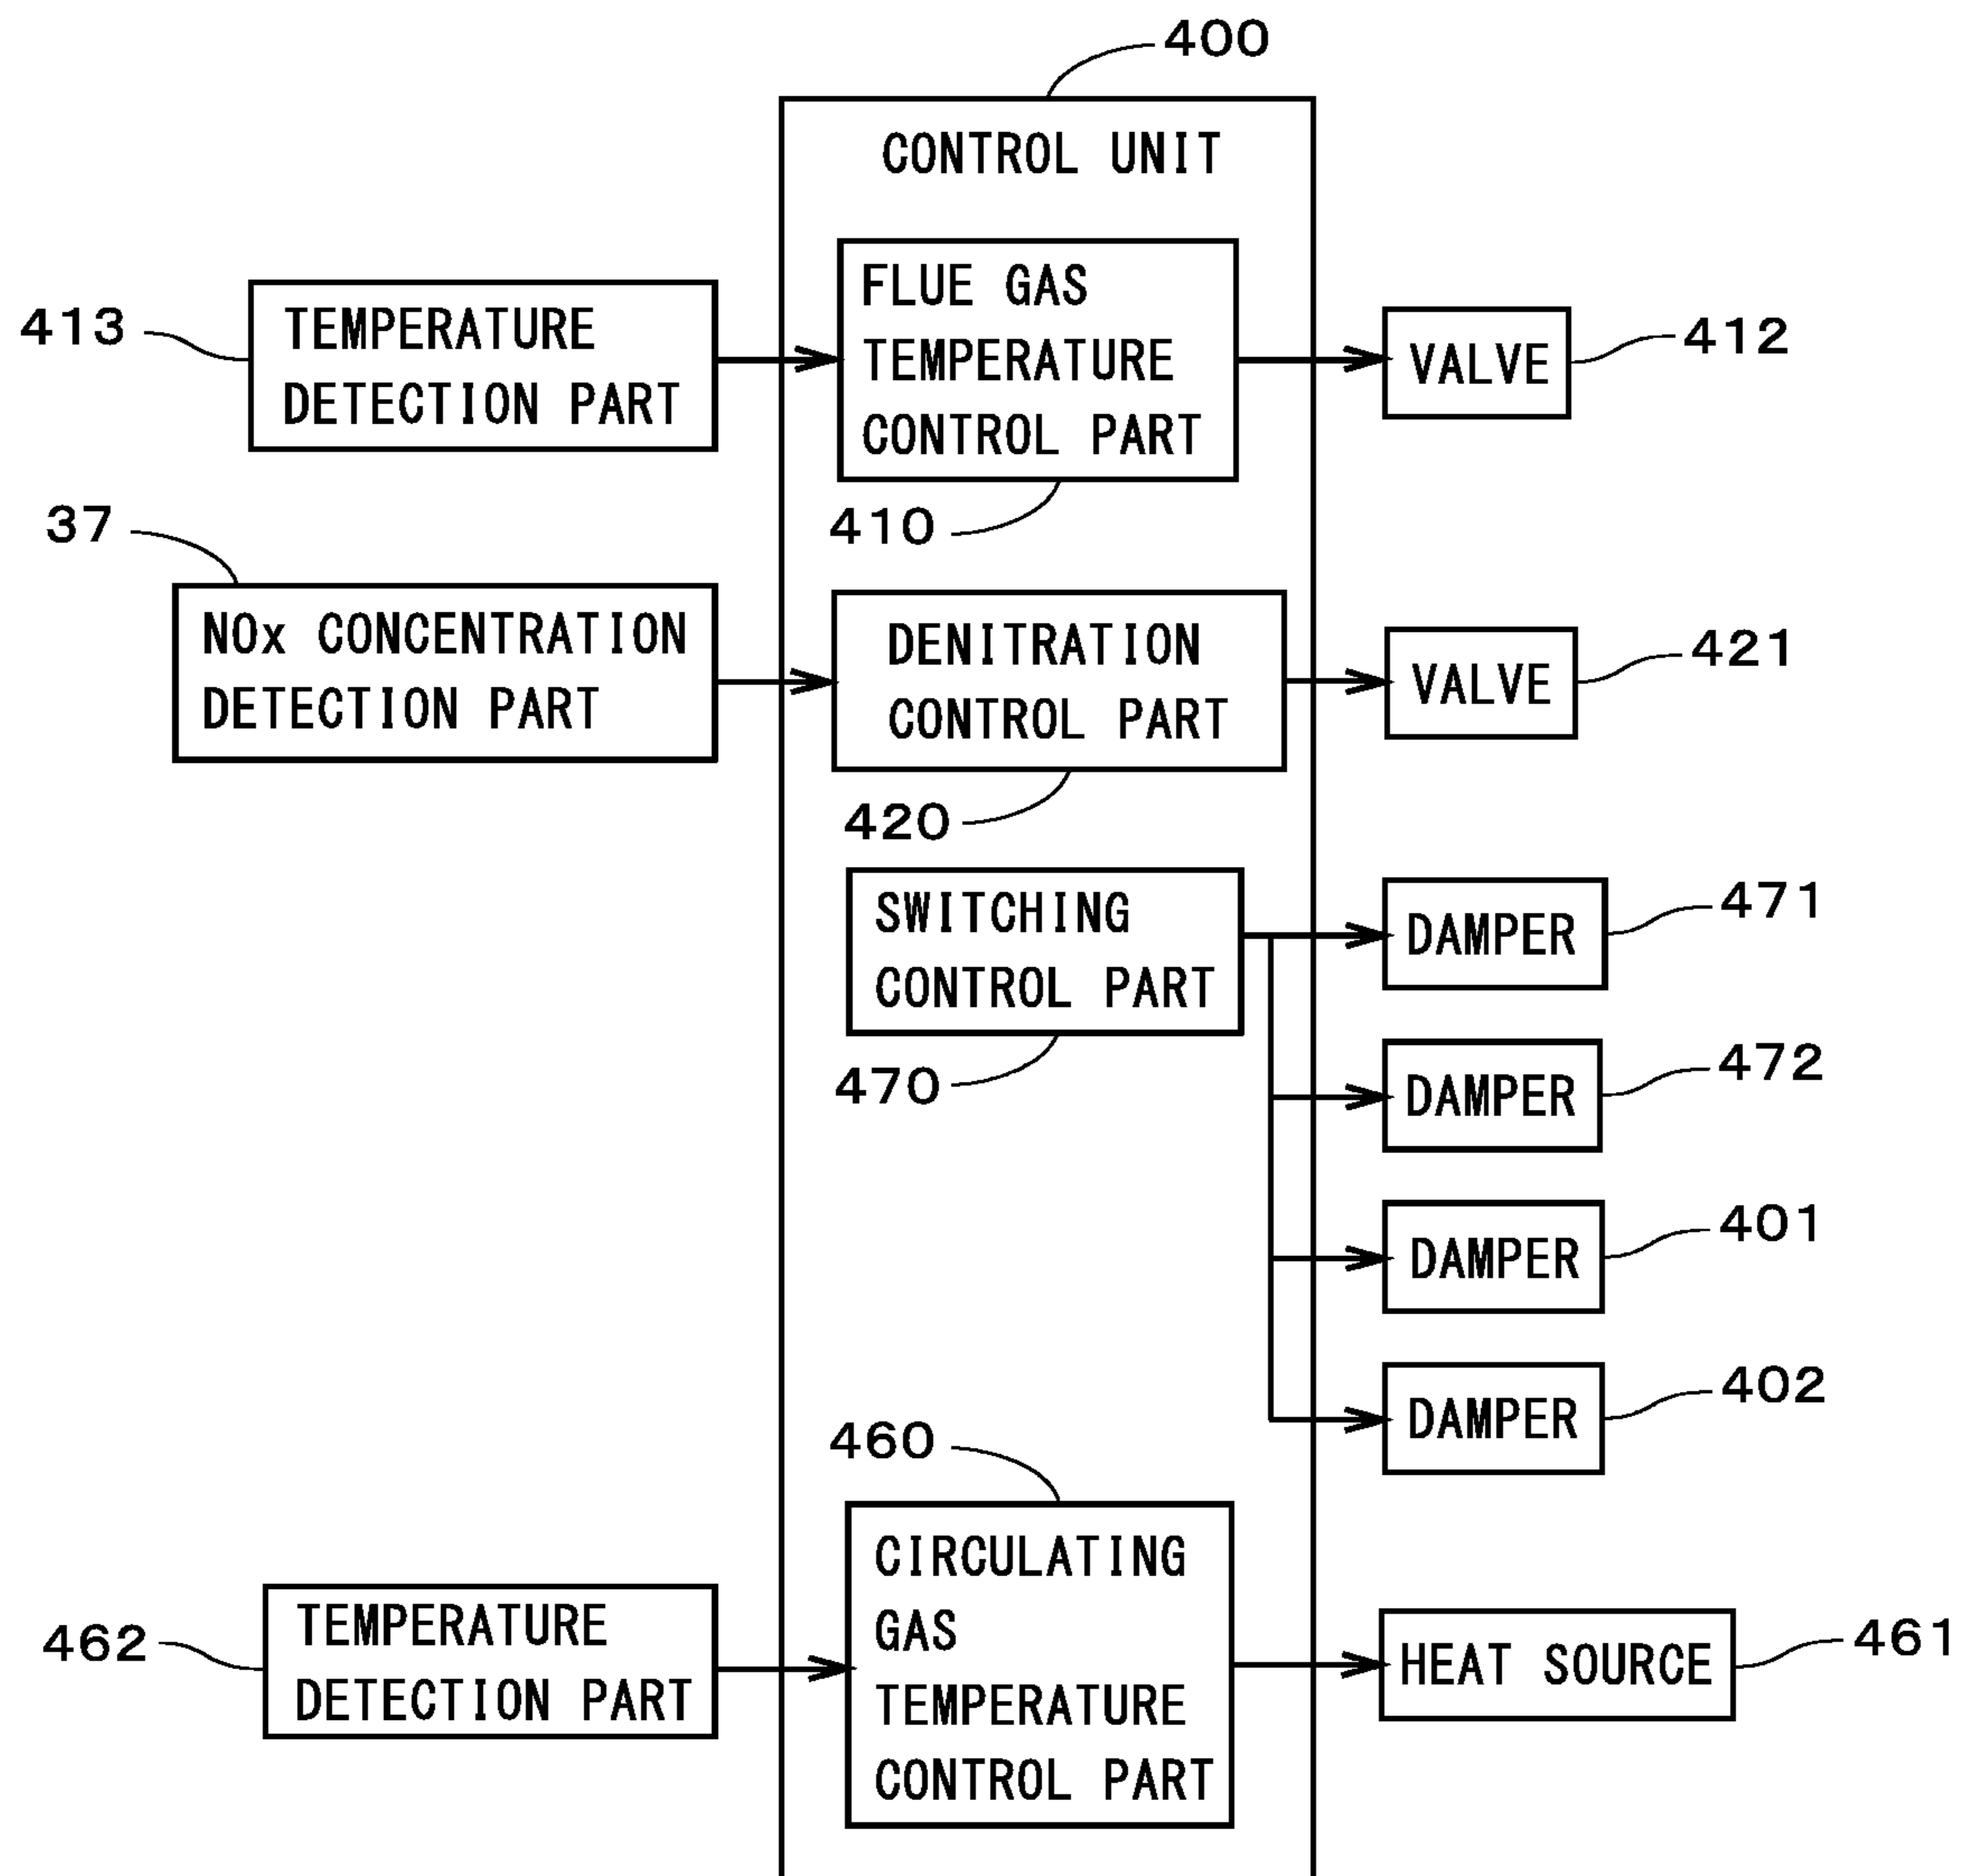 400
CONTROL UNIT
413
TEMPERATURE
DETECTION PART
FLUE GAS
TEMPERATURE
CONTROL PART
410
VALVE
412
37
NOx CONCENTRATION
DETECTION PART
DENITRATION
CONTROL PART
420
VALVE
421
SWITCHING
CONTROL PART
470
DAMPER
471
DAMPER
472
DAMPER
401
DAMPER
402
460
462
TEMPERATURE
DETECTION PART
CIRCULATING
GAS
TEMPERATURE
CONTROL PART
HEAT SOURCE
461